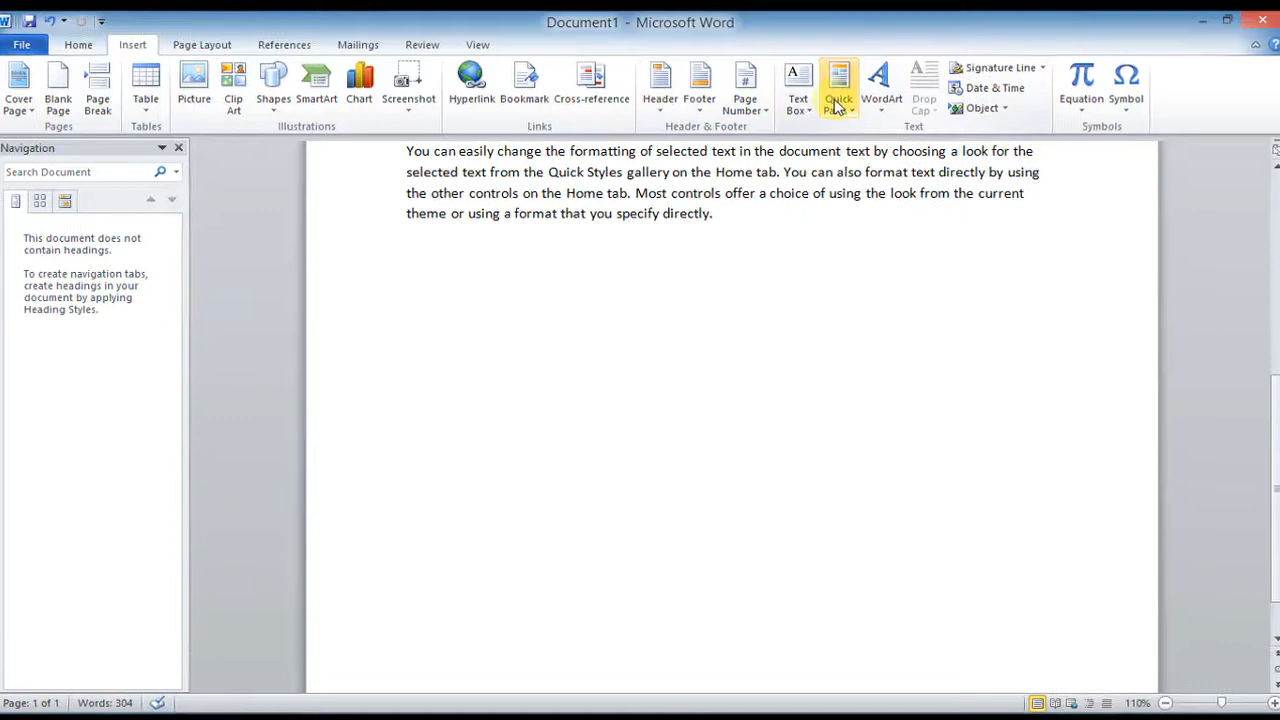 Document1 - Microsoft Word
File Home Insert Page Layout References Mailings Review View
Cover Page Blank Page Page Break Table Picture Clip Art Shapes SmartArt Chart Screenshot Hyperlink Bookmark Cross-reference Header Footer Page Number Text Box Quick WordArt Drop Cap Signature Line Date & Time Object Equation Symbol
Pages Tables Illustrations Links Header & Footer Text Symbols
Navigation
Search Document
This document does not
contain headings.
To create navigation tabs,
create headings in your
document by applying
Heading Styles.
You can easily change the formatting of selected text in the document text by choosing a look for the
selected text from the Quick Styles gallery on the Home tab. You can also format text directly by using
the other controls on the Home tab. Most controls offer a choice of using the look from the current
theme or using a format that you specify directly.
Page: 1 of 1 Words: 304 110%